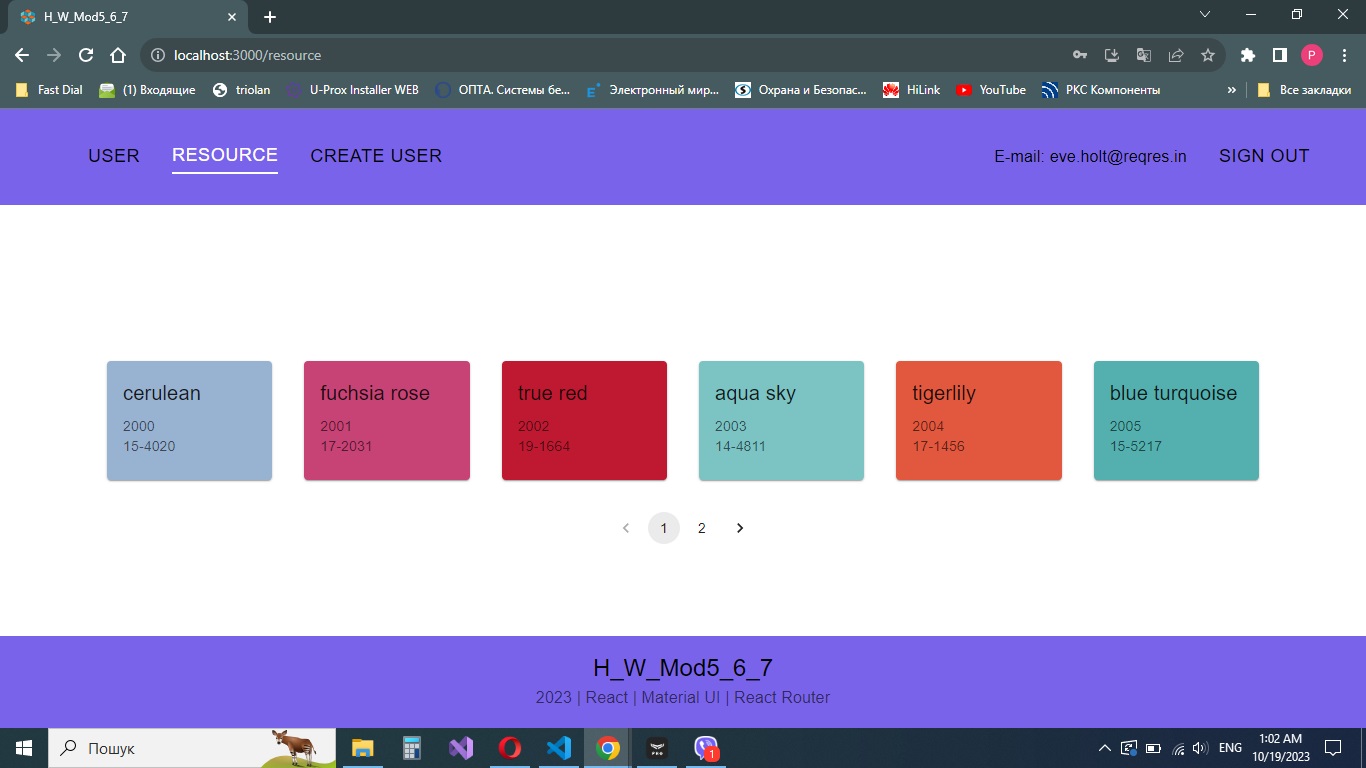 H_W_Mod5_6_7
localhost:3000/resource
Fast Dial
(1) Входящие
triolan
U-Prox Installer WEB
ОПТА. Системы бе...
Электронный мир...
Охрана и Безопас...
HiLink
YouTube
РКС Компоненты
»
Все закладки
P
USER
RESOURCE
CREATE USER
E-mail: eve.holt@reqres.in
SIGN OUT
cerulean
2000
15-4020
fuchsia rose
2001
17-2031
true red
2002
19-1664
aqua sky
2003
14-4811
tigerlily
2004
17-1456
blue turquoise
2005
15-5217
1
2
H_W_Mod5_6_7
2023 | React | Material UI | React Router
Пошук
1
ENG
1:02 AM
10/19/2023